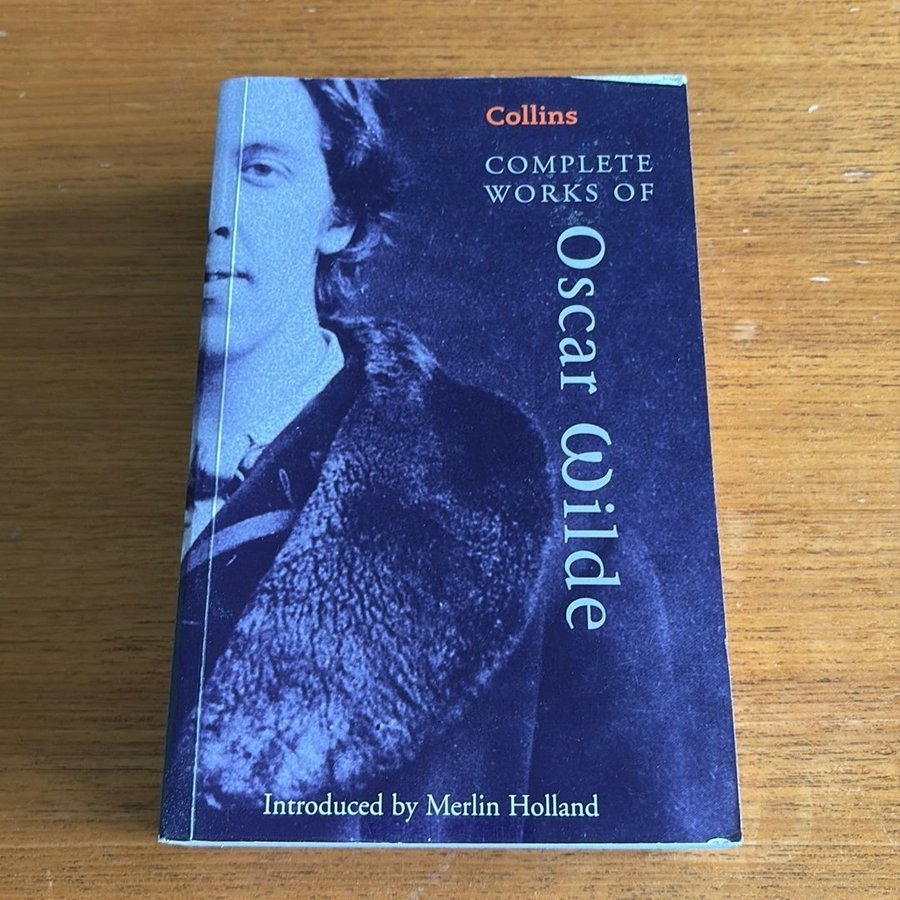 Collins
COMPLETE
WORKS OF
Oscar Wilde
Introduced by Merlin Holland